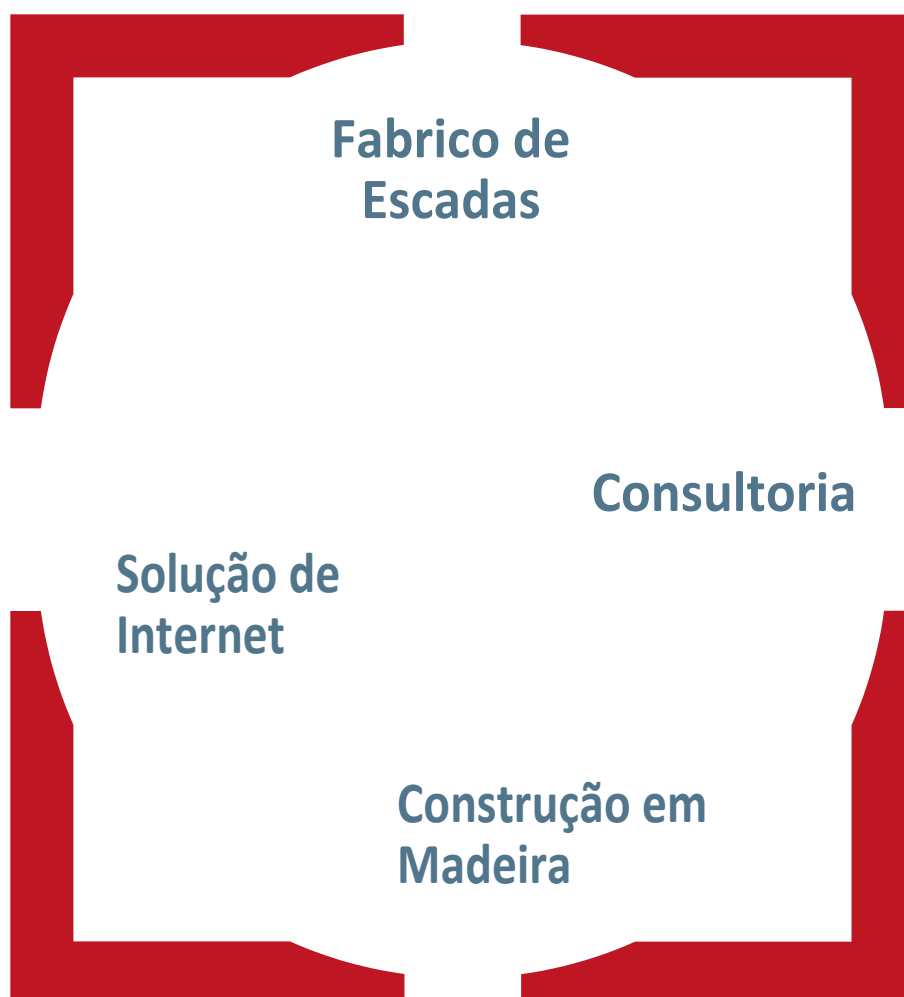 Fabrico de
Escadas
Consultoria
Solução de
Internet
Construção em
Madeira